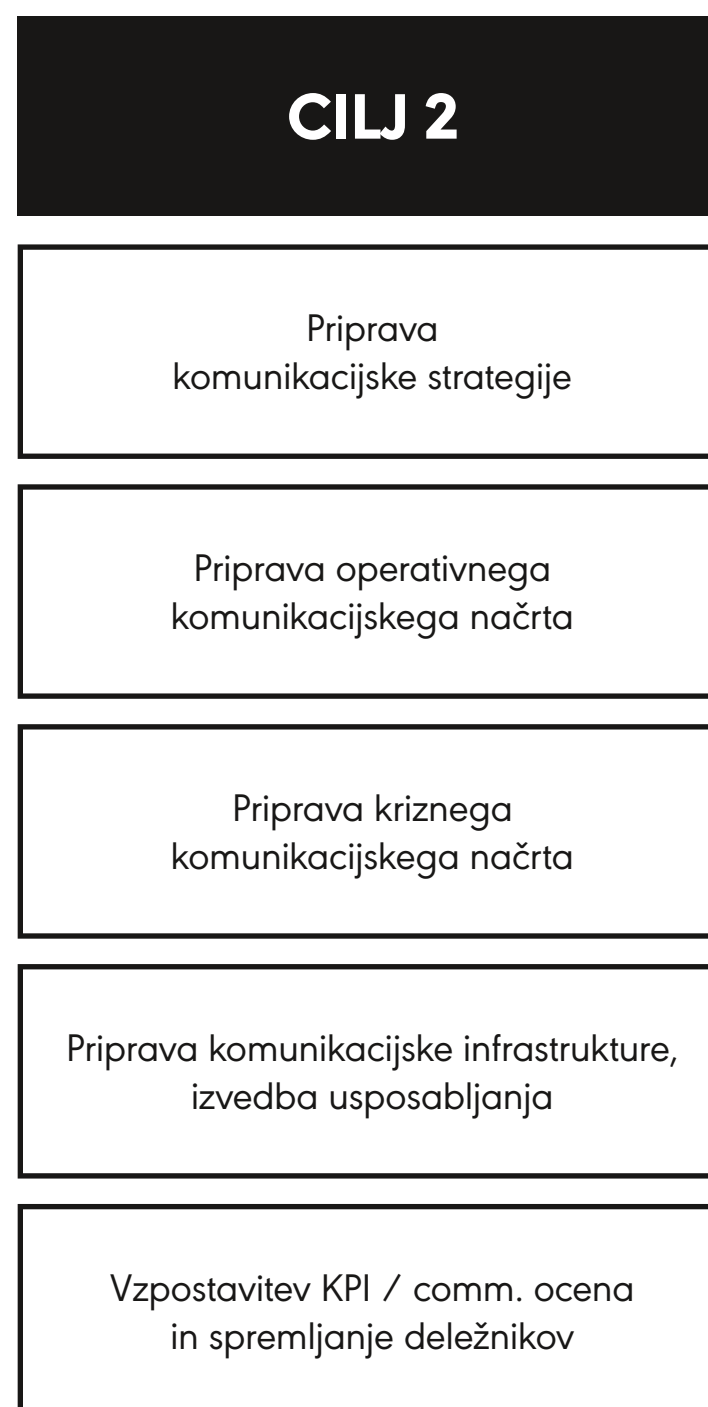 CILJ 2
Priprava
komunikacijske strategije
Priprava operativnega
komunikacijskega načrta
Priprava kriznega
komunikacijskega načrta
Priprava komunikacijske infrastrukture,
izvedba usposabljanja
Vzpostavitev KPI / comm. ocena
in spremljanje deležnikov